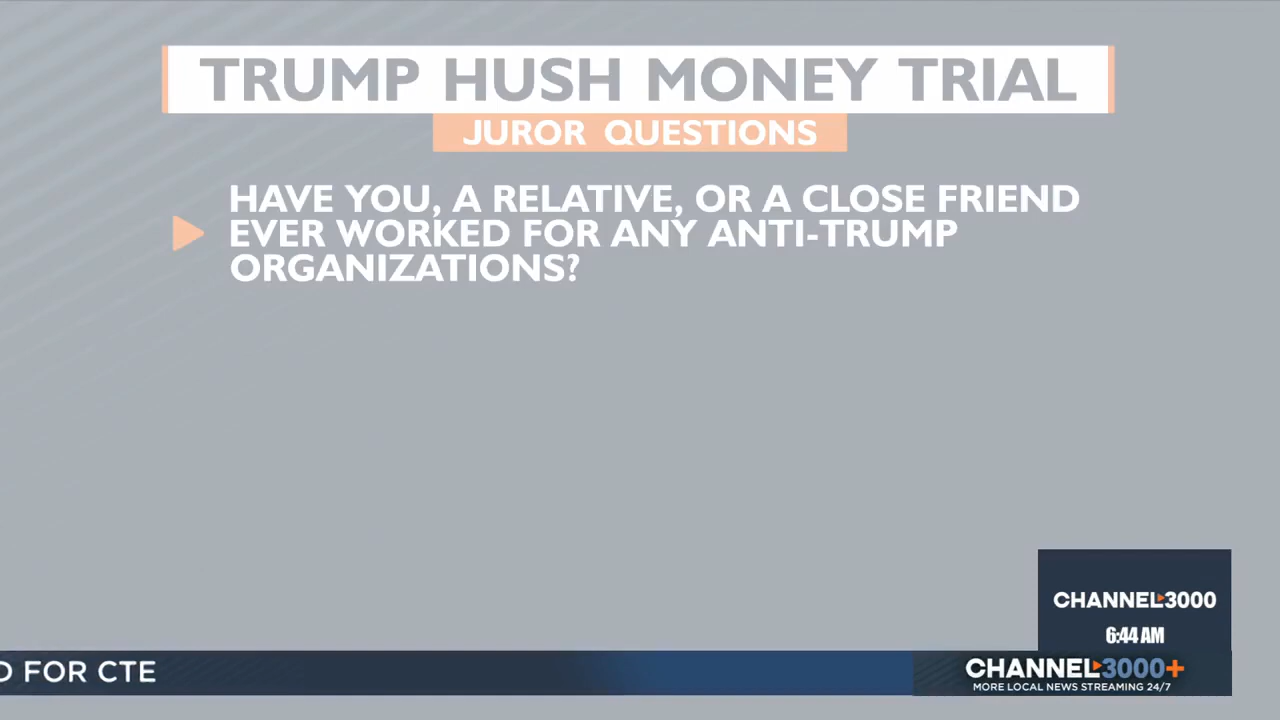 TRUMP HUSH MONEY TRIAL
JUROR QUESTIONS
HAVE YOU, A RELATIVE, OR A CLOSE FRIEND
EVER WORKED FOR ANY ANTI-TRUMP
ORGANIZATIONS?
CHANNEL3000
6:44 AM
FOR CTE
CHANNEL3000+
MORE LOCAL NEWS STREAMING 24/7